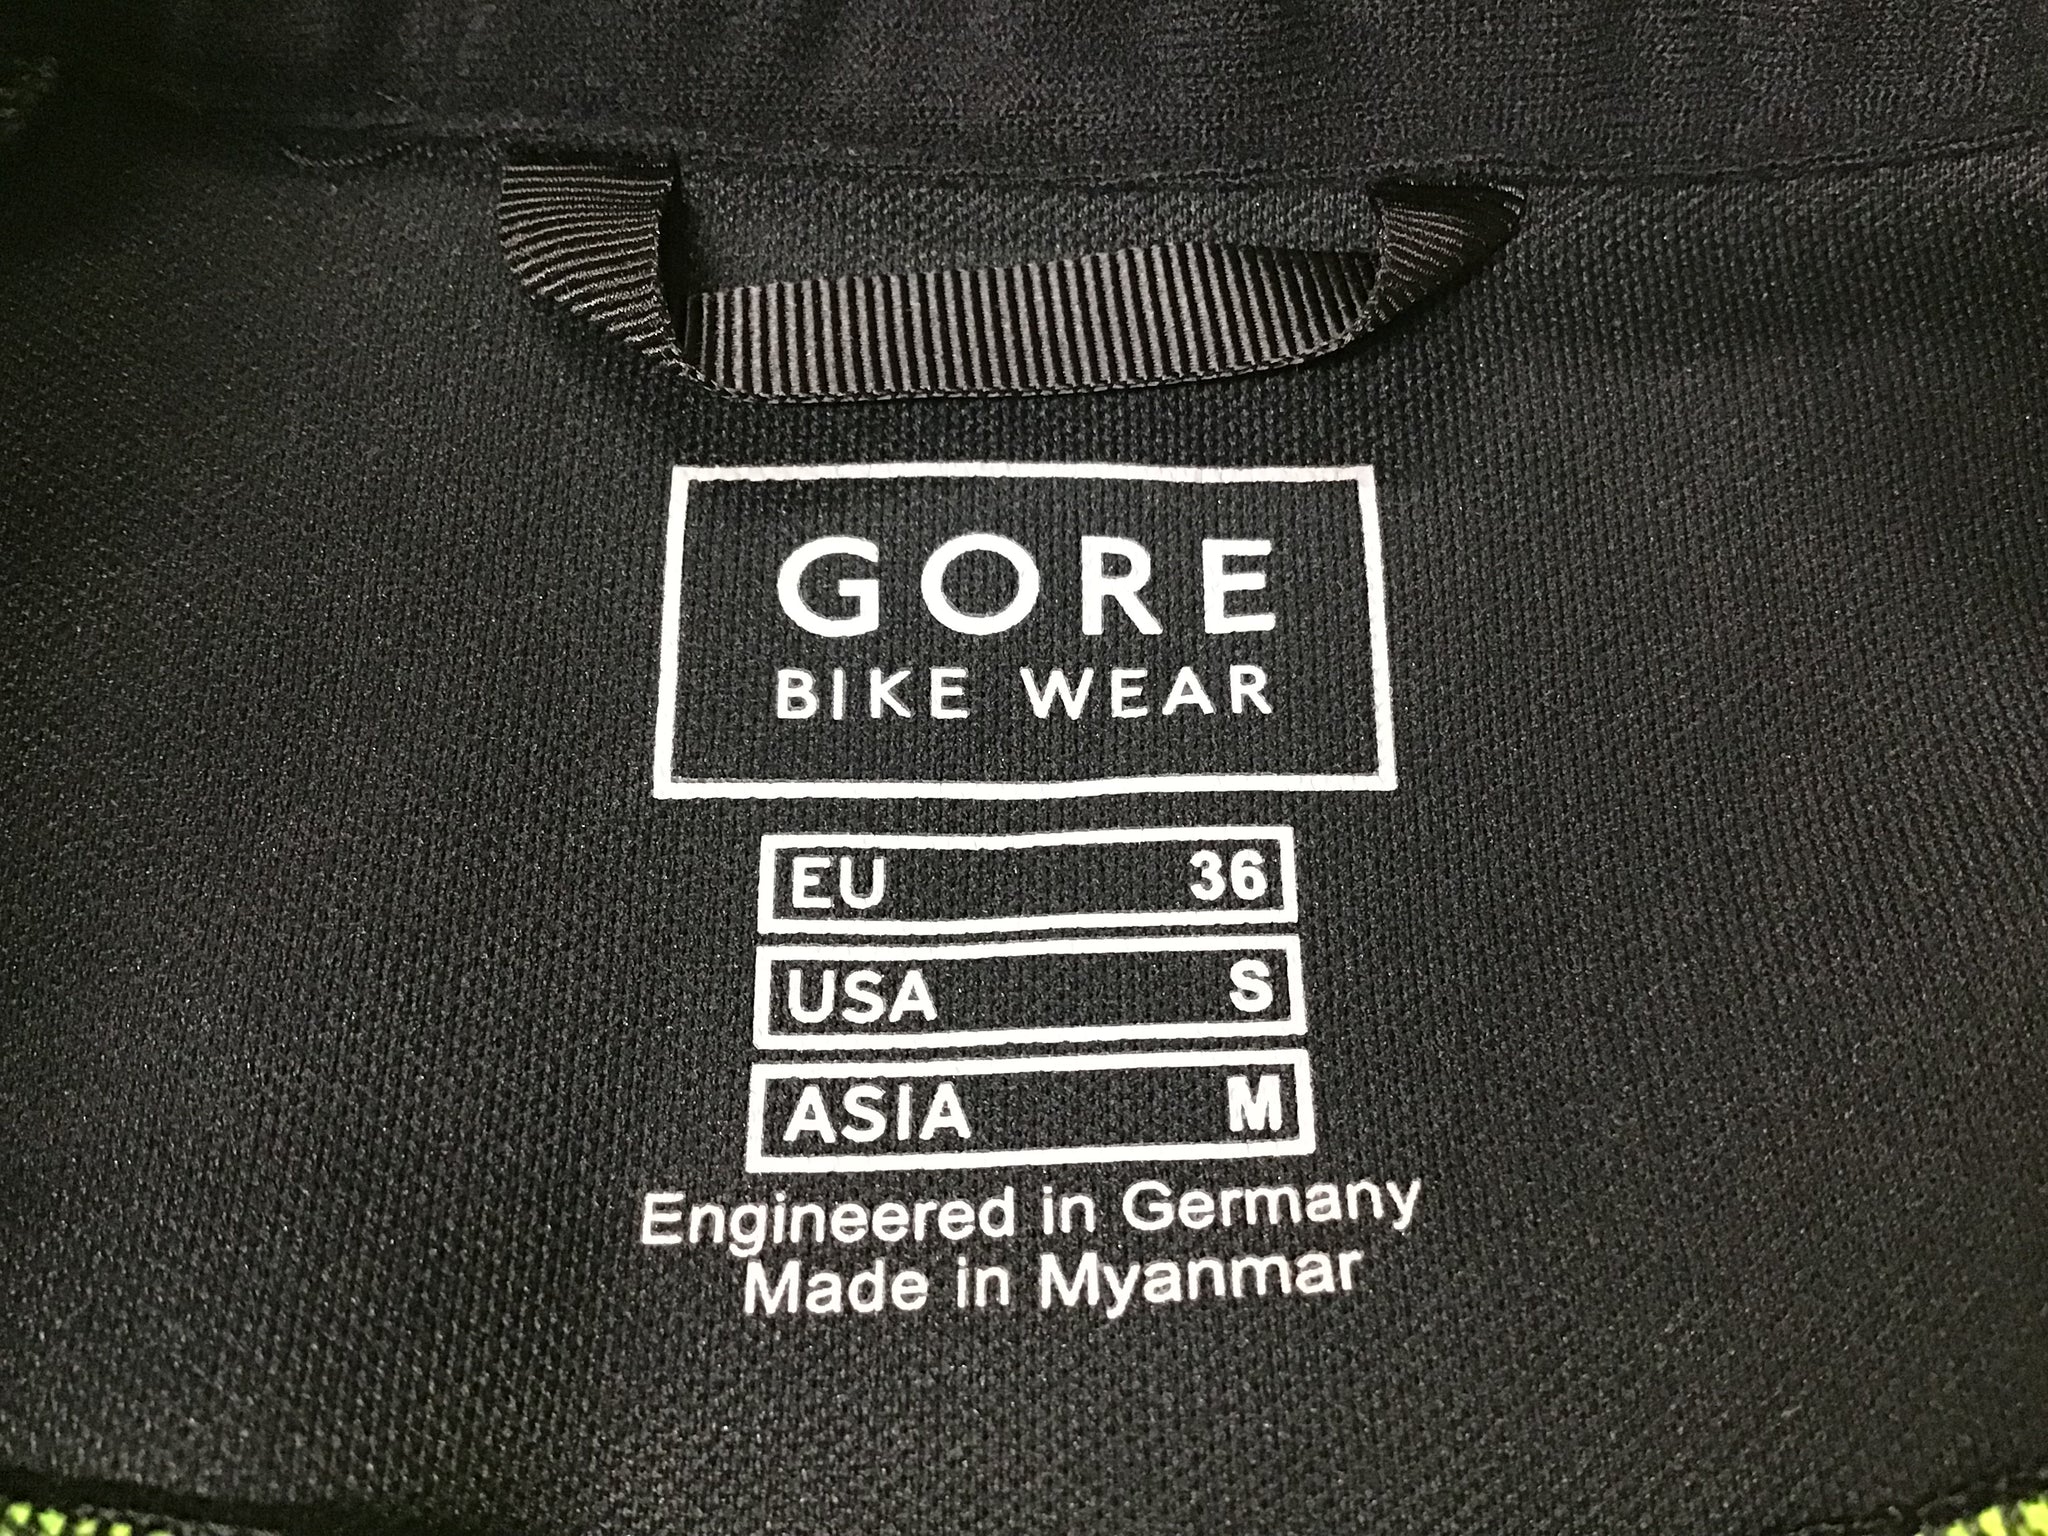 GORE
BIKE WEAR
EU 36
USA S
ASIA M
Engineered in Germany
Made in Myanmar